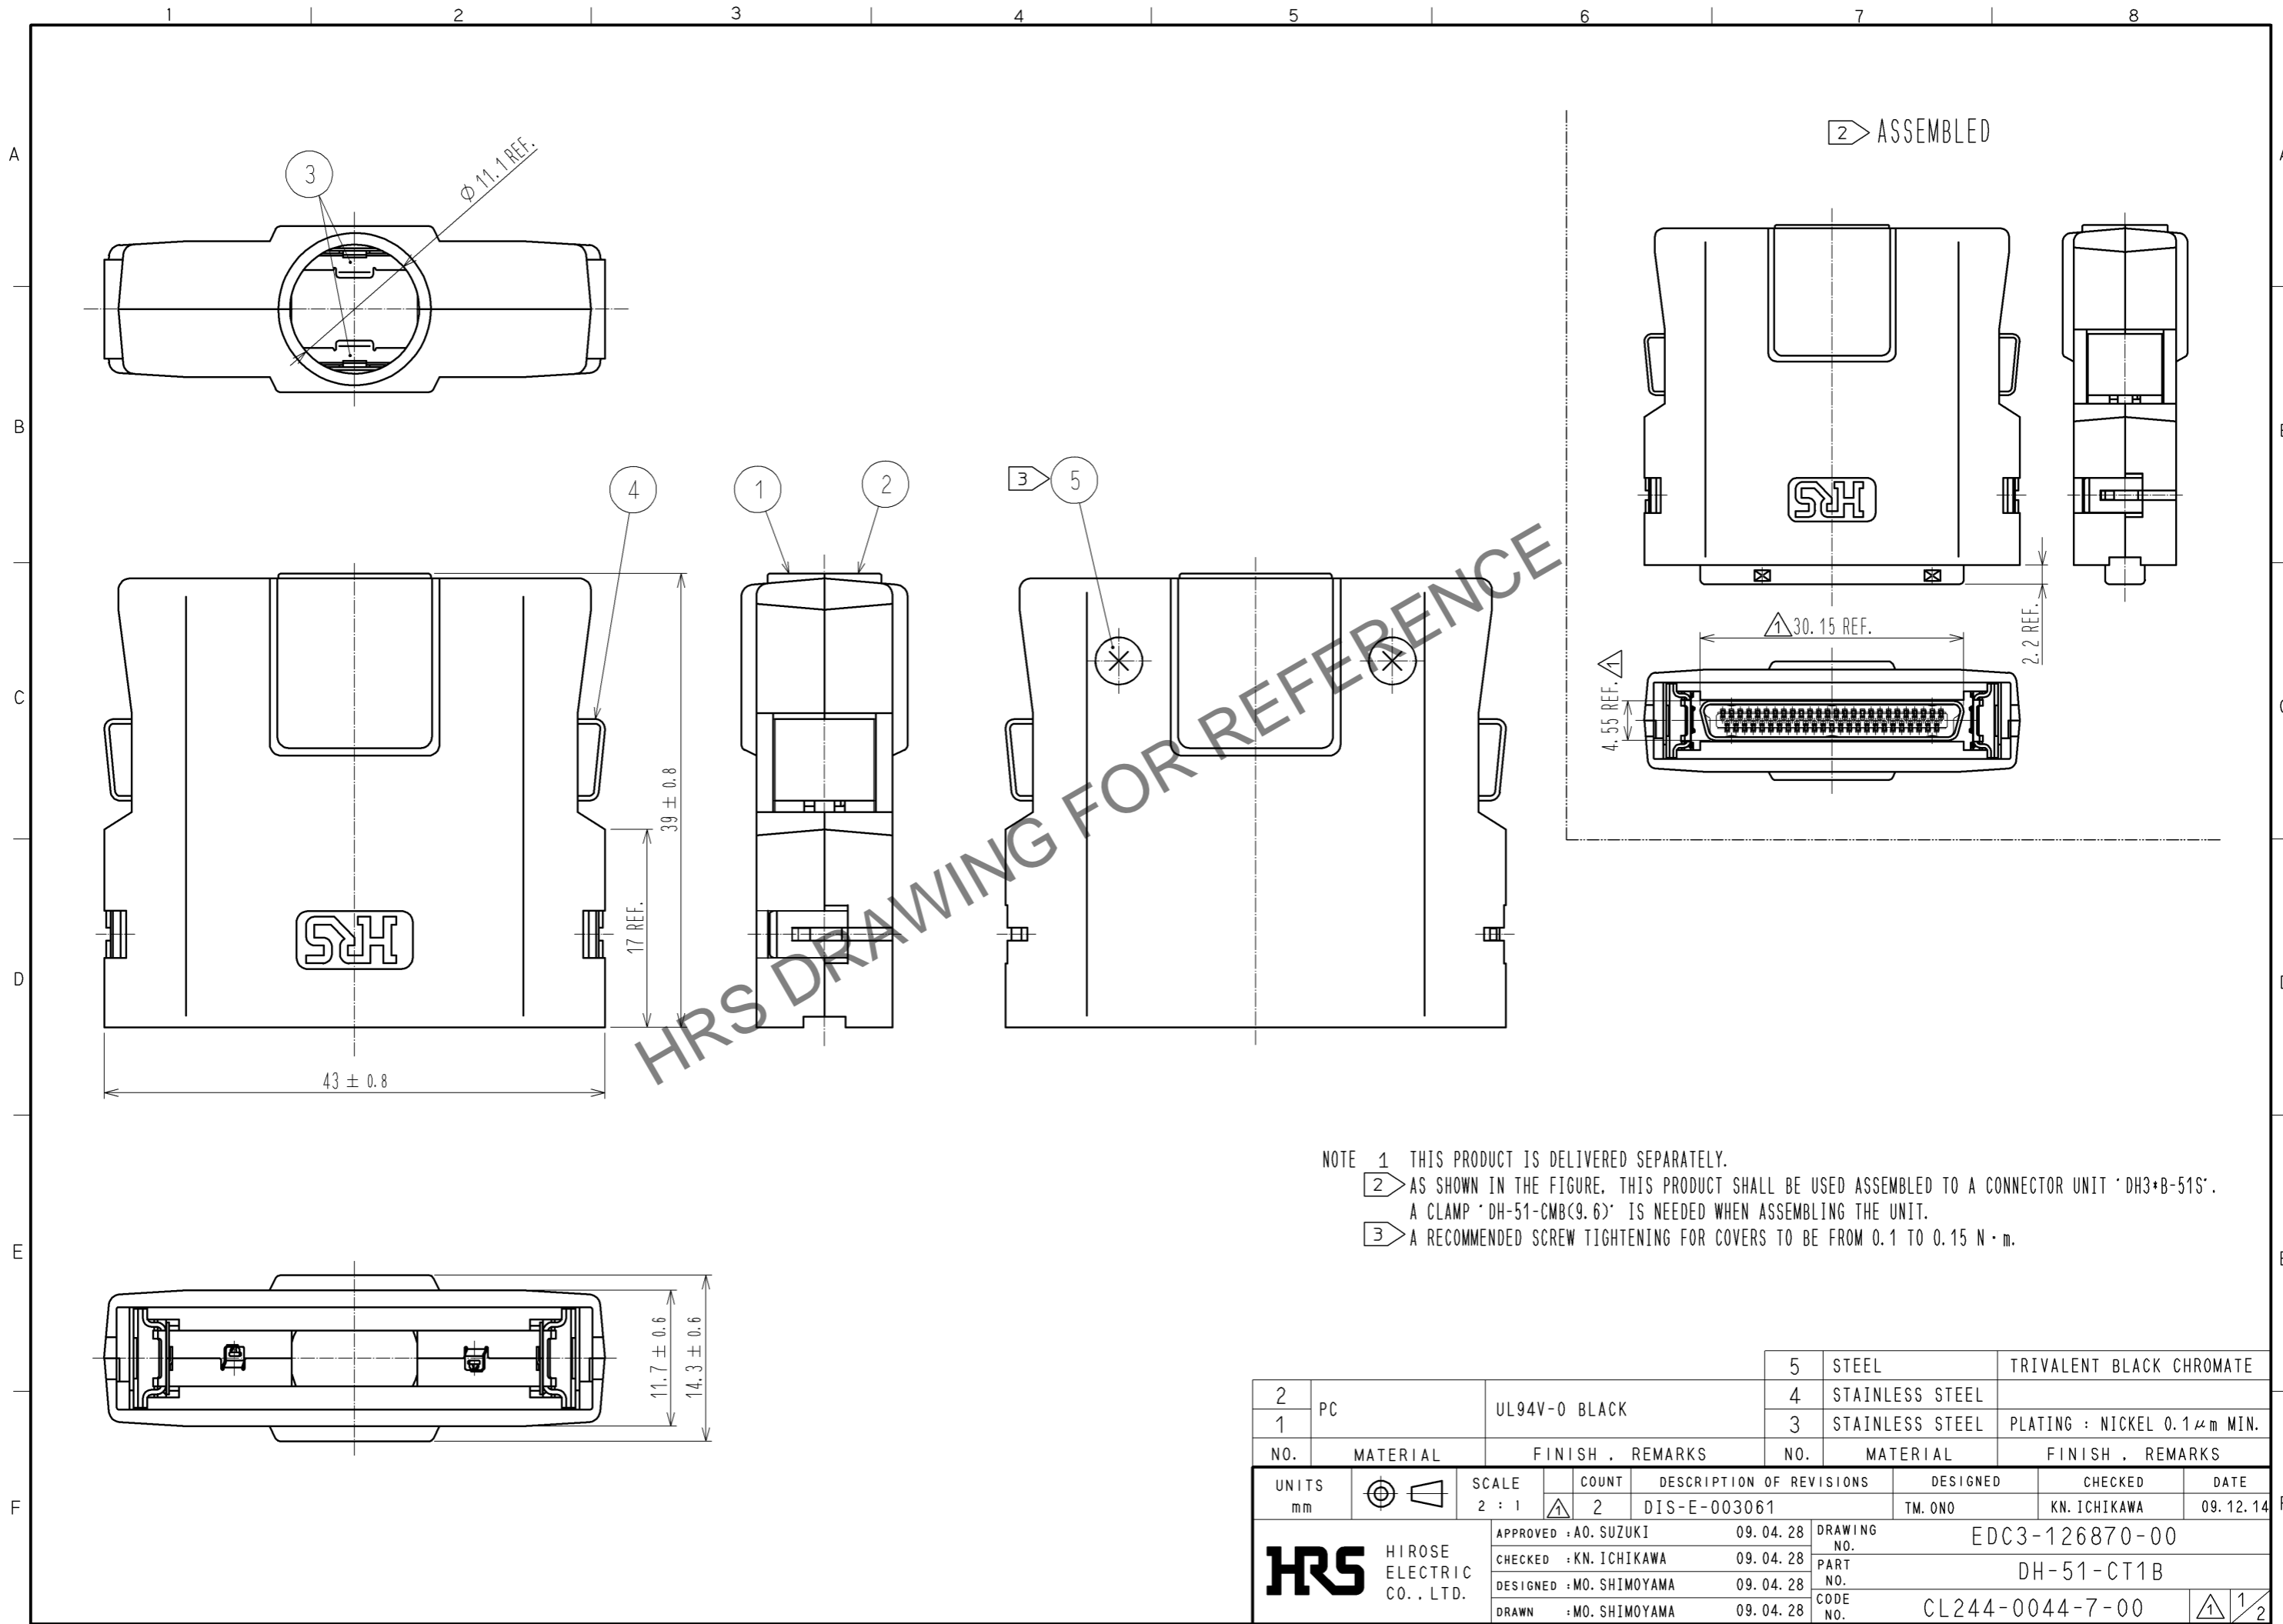 1 2 3 4 5 6 7 8
A
B
C
D
E
F
2 ASSEMBLED
3
Ø 11.1 REF.
4
1
2
3 5
HRS
39 ± 0.8
17 REF.
43 ± 0.8
HRS
2.2 REF.
1 30.15 REF.
4.55 REF. 1
HRS DRAWING FOR REFERENCE
11.7 ± 0.6
14.3 ± 0.6
NOTE 1 THIS PRODUCT IS DELIVERED SEPARATELY.
2 AS SHOWN IN THE FIGURE, THIS PRODUCT SHALL BE USED ASSEMBLED TO A CONNECTOR UNIT 'DH3*B-51S'.
A CLAMP 'DH-51-CMB(9.6)' IS NEEDED WHEN ASSEMBLING THE UNIT.
3 A RECOMMENDED SCREW TIGHTENING FOR COVERS TO BE FROM 0.1 TO 0.15 N・m.
5 STEEL TRIVALENT BLACK CHROMATE
2 PC UL94V-0 BLACK 4 STAINLESS STEEL
1 3 STAINLESS STEEL PLATING : NICKEL 0.1μm MIN.
NO. MATERIAL FINISH , REMARKS NO. MATERIAL FINISH , REMARKS
UNITS mm SCALE 2 : 1 COUNT DESCRIPTION OF REVISIONS DESIGNED CHECKED DATE
1 2 DIS-E-003061 TM. ONO KN. ICHIKAWA 09. 12. 14
HRS HIROSE ELECTRIC CO., LTD.
APPROVED : AO. SUZUKI 09. 04. 28 DRAWING NO. EDC3-126870-00
CHECKED : KN. ICHIKAWA 09. 04. 28 PART NO. DH-51-CT1B
DESIGNED : MO. SHIMOYAMA 09. 04. 28
DRAWN : MO. SHIMOYAMA 09. 04. 28 CODE NO. CL244-0044-7-00 1 1/2